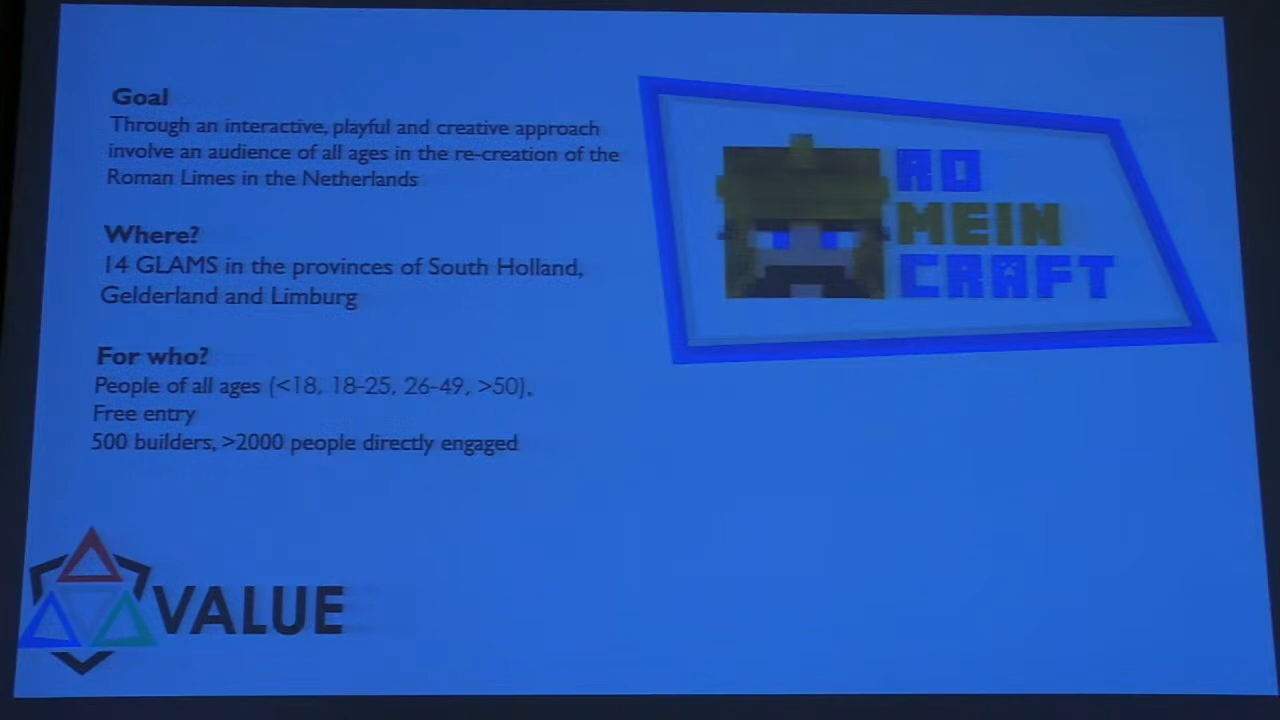 Goal
Through an interactive, playful and creative approach
involve an audience of all ages in the re-creation of the
Roman Limes in the Netherlands
Where?
14 GLAMS in the provinces of South Holland,
Gelderland and Limburg
For who?
People of all ages (<18, 18-25, 26-49, >50),
Free entry
500 builders, >2000 people directly engaged
RO
MEIN
CRAFT
VALUE